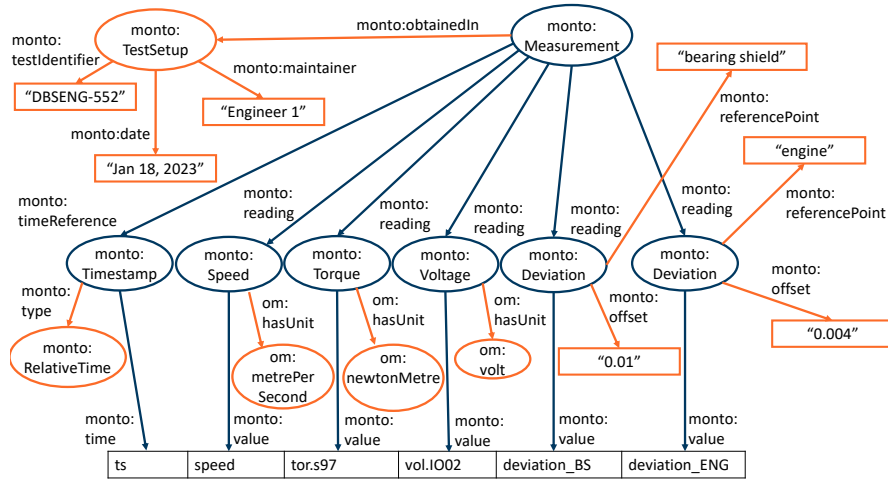 monto:
TestSetup
monto:obtainedIn
monto:
Measurement
monto:
testIdentifier
monto:maintainer
"bearing shield"
"DBSENG-552"
"Engineer 1"
monto:
referencePoint
monto:date
"Jan 18, 2023"
"engine"
monto:
timeReference
monto:
reading
monto:
reading
monto:
reading
monto:
reading
monto:
reading
monto:
referencePoint
monto:
Timestamp
monto:
Speed
monto:
Torque
monto:
Voltage
monto:
Deviation
monto:
Deviation
monto:
type
om:
hasUnit
om:
hasUnit
om:
hasUnit
monto:
offset
monto:
offset
monto:
RelativeTime
om:
metrePer
Second
om:
newtonMetre
om:
volt
"0.01"
"0.004"
monto:
time
monto:
value
monto:
value
monto:
value
monto:
value
monto:
value
ts speed tor.s97 vol.IO02 deviation_BS deviation_ENG